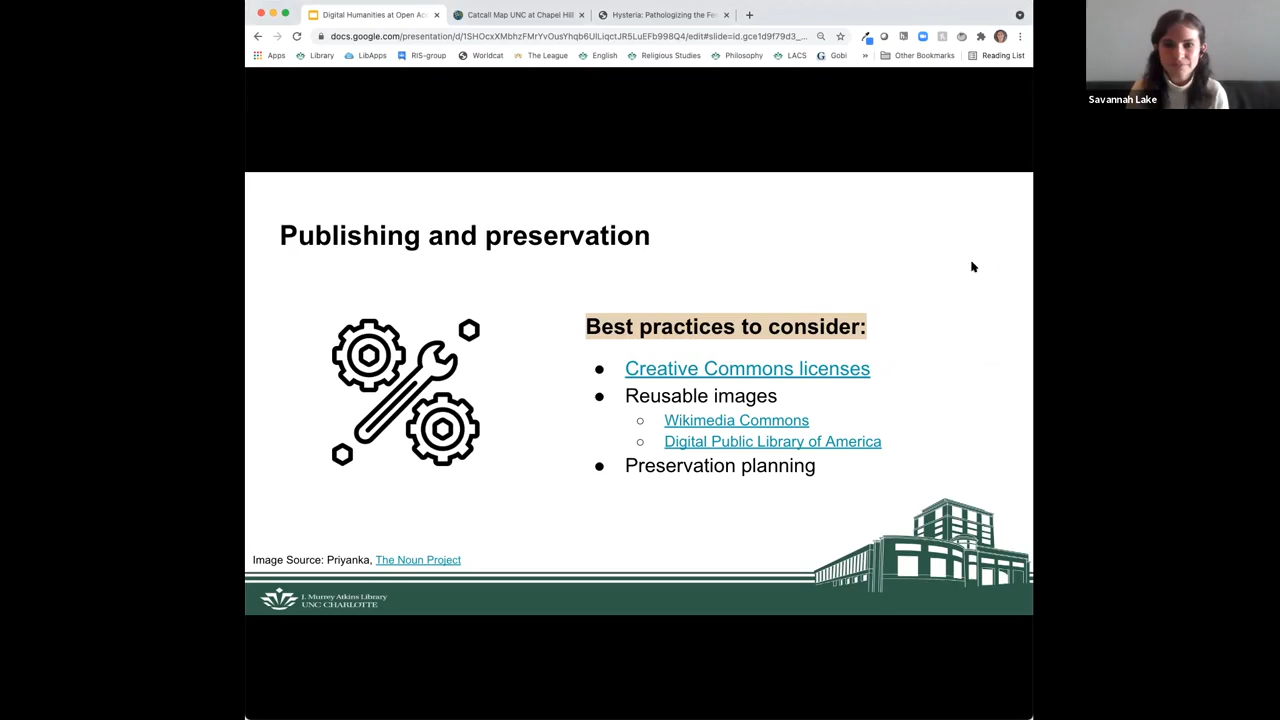 Digital Humanities at Open Ac
Catcall Map UNC at Chapel Hill
Hysteria: Pathologizing the Fe
docs.google.com/presentation/d/1SHOcxXMbhzFMrYvOusYhqb6UlLiqctJR5LuEFb998Q4/edit#slide=id.gce1d9f79d3_...
Apps Library LibApps RIS-group Worldcat The League English Religious Studies Philosophy LACS Gobi » Other Bookmarks Reading List
Savannah Lake
Publishing and preservation
Best practices to consider:
● Creative Commons licenses
● Reusable images
○ Wikimedia Commons
○ Digital Public Library of America
● Preservation planning
Image Source: Priyanka, The Noun Project
J. Murrey Atkins Library
UNC CHARLOTTE